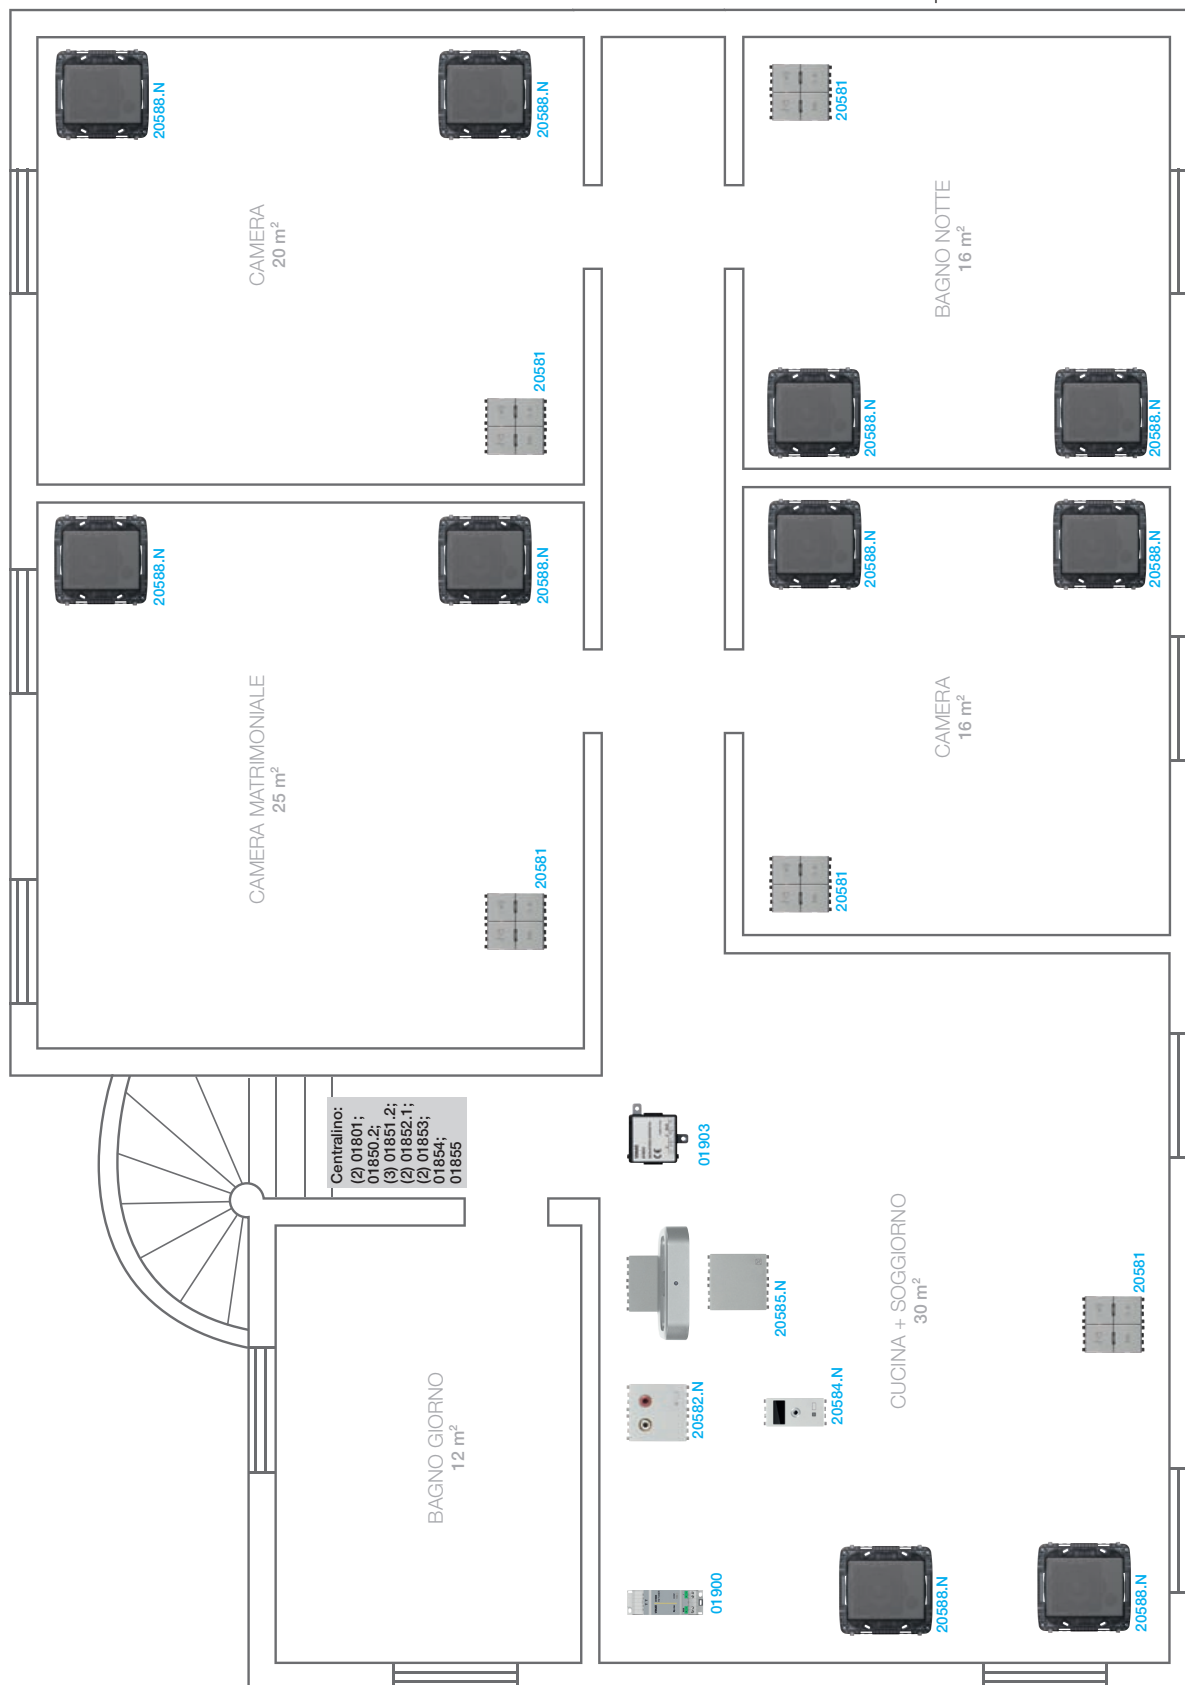 20588.N
20588.N
CAMERA
20 m²
20581
20581
BAGNO NOTTE
16 m²
20588.N
20588.N
20588.N
20588.N
CAMERA MATRIMONIALE
25 m²
20581
20588.N
20588.N
CAMERA
16 m²
20581
Centralino:
(2) 01801;
01850.2;
(3) 01851.2;
(2) 01852.1;
(2) 01853;
01854;
01855
01903
20585.N
20582.N
20584.N
01900
CUCINA + SOGGIORNO
30 m²
20581
20588.N
20588.N
BAGNO GIORNO
12 m²